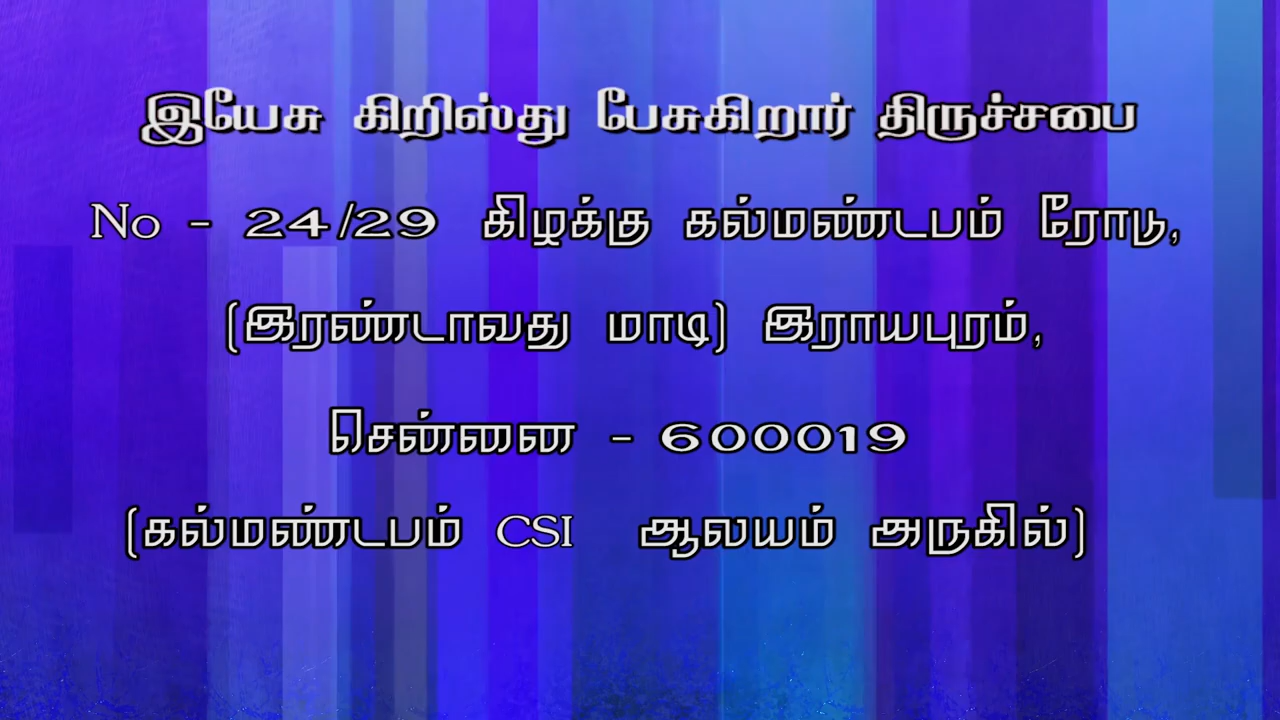 இயேசு கிறிஸ்து பேசுகிறார் திருச்சபை
No - 24/29 கிழக்கு கல்மண்டபம் ரோடு,
(இரண்டாவது மாடி) இராயபுரம்,
சென்னை - 600019
(கல்மண்டபம் CSI ஆலயம் அருகில்)